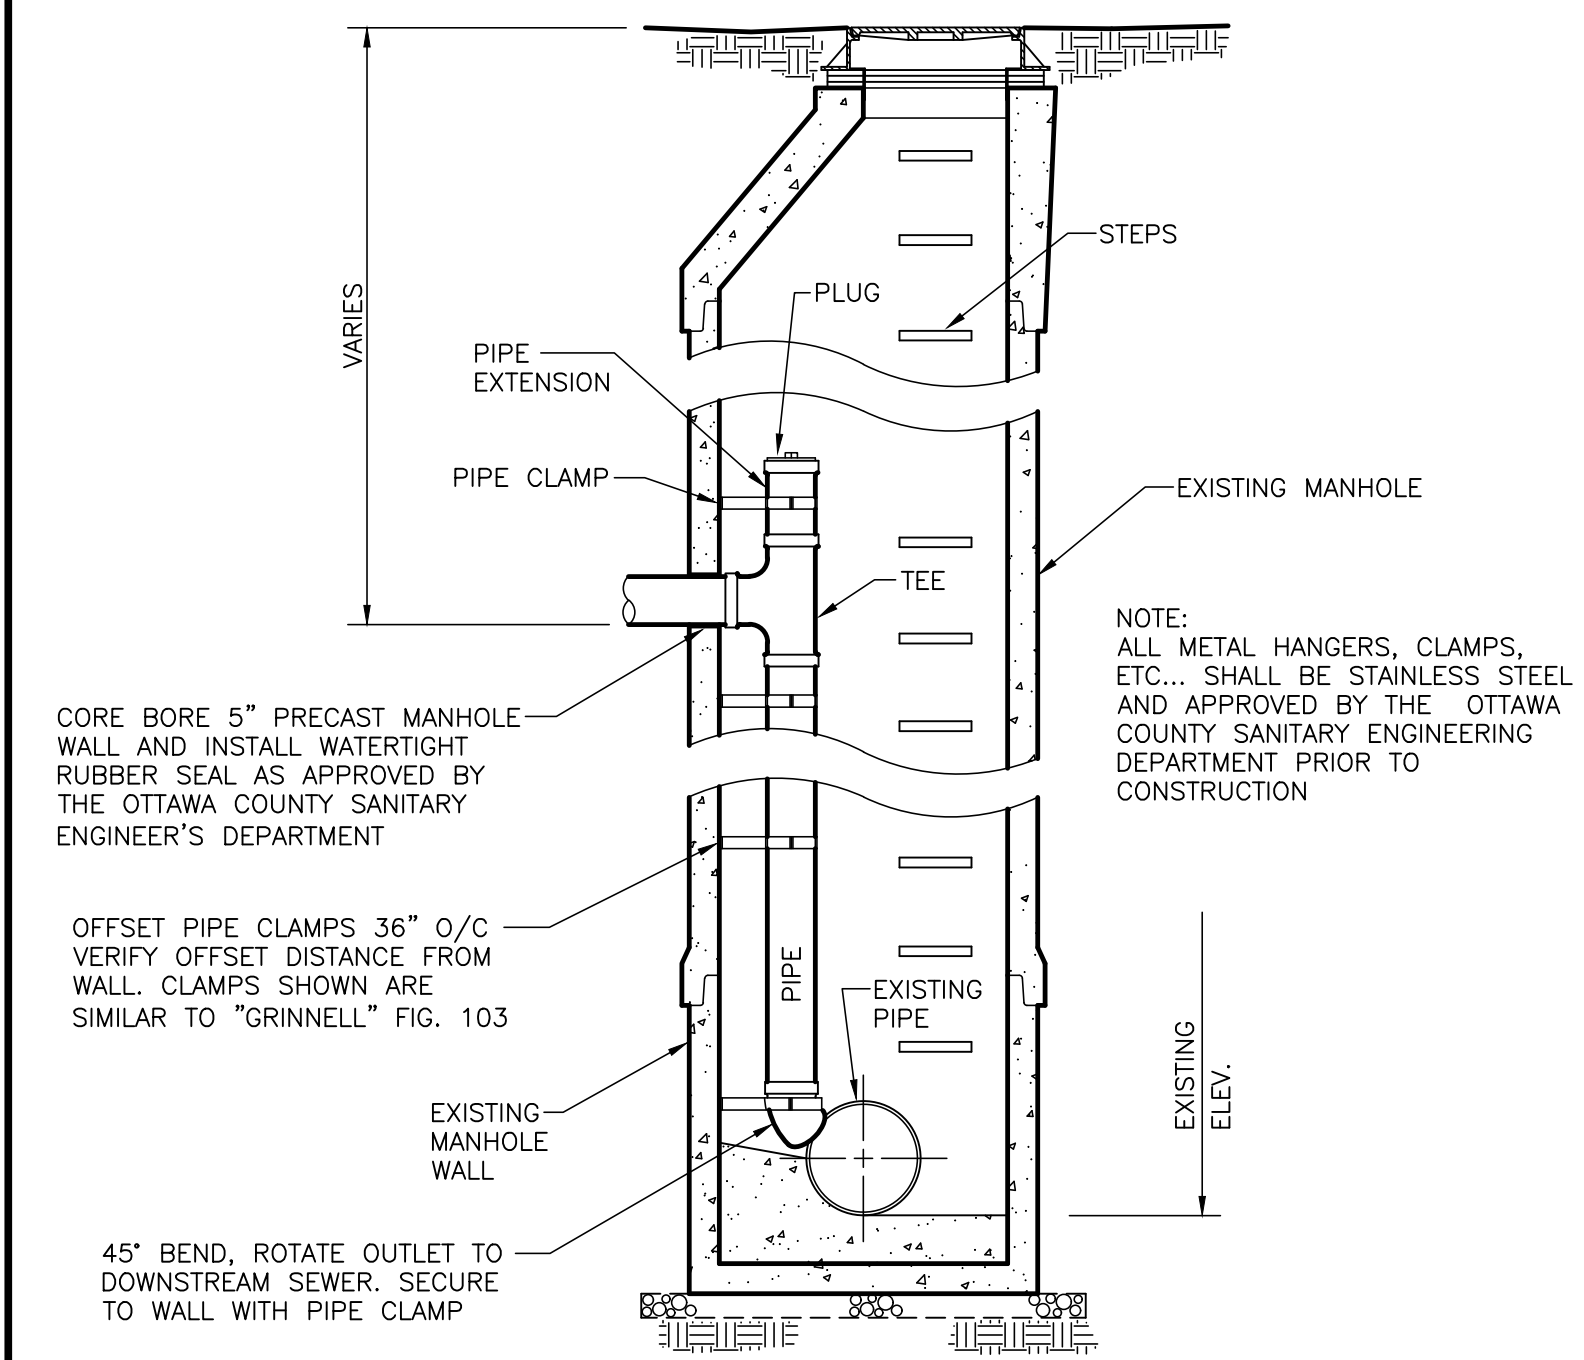 VARIES
STEPS
PLUG
PIPE
EXTENSION
PIPE CLAMP
EXISTING MANHOLE
TEE
NOTE:
ALL METAL HANGERS, CLAMPS,
ETC... SHALL BE STAINLESS STEEL
AND APPROVED BY THE OTTAWA
COUNTY SANITARY ENGINEERING
DEPARTMENT PRIOR TO
CONSTRUCTION
CORE BORE 5" PRECAST MANHOLE
WALL AND INSTALL WATERTIGHT
RUBBER SEAL AS APPROVED BY
THE OTTAWA COUNTY SANITARY
ENGINEER'S DEPARTMENT
OFFSET PIPE CLAMPS 36" O/C
VERIFY OFFSET DISTANCE FROM
WALL. CLAMPS SHOWN ARE
SIMILAR TO "GRINNELL" FIG. 103
PIPE
EXISTING
PIPE
EXISTING
ELEV.
EXISTING
MANHOLE
WALL
45° BEND, ROTATE OUTLET TO
DOWNSTREAM SEWER. SECURE
TO WALL WITH PIPE CLAMP